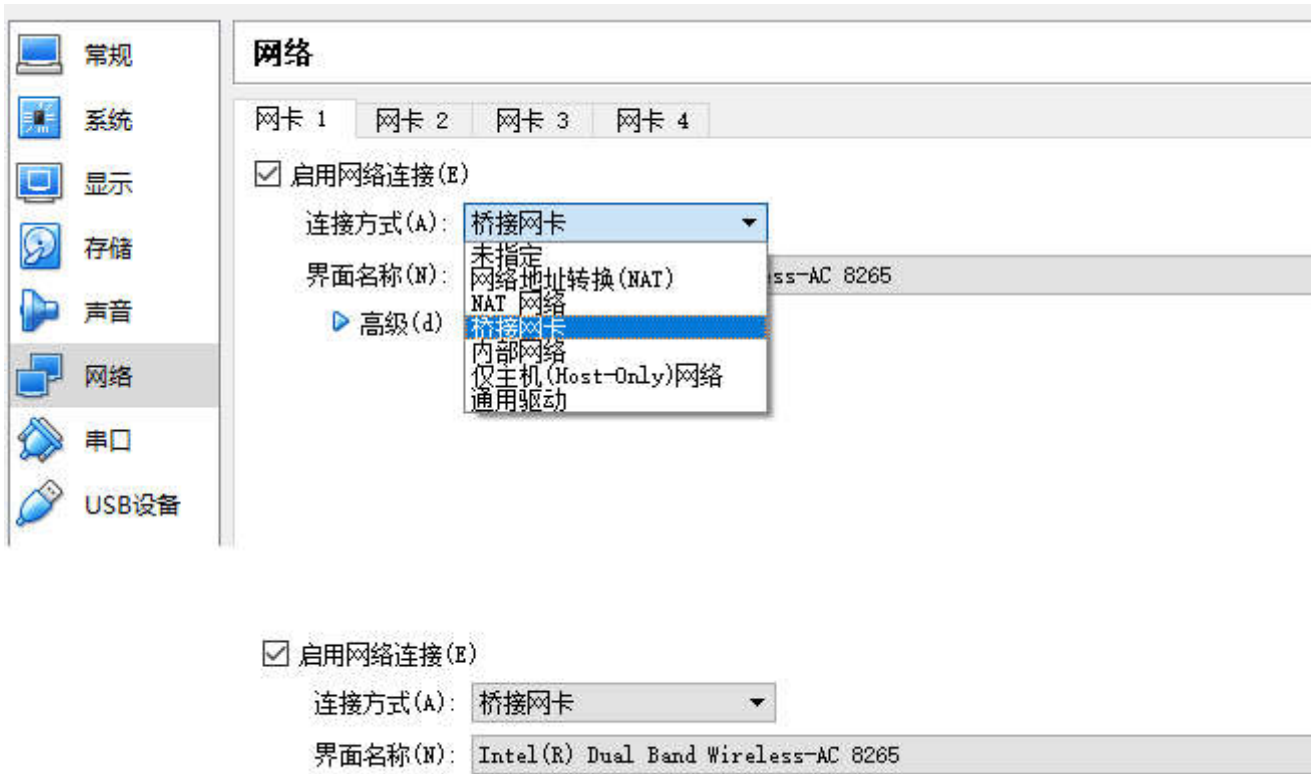 常规
系统
显示
存储
声音
网络
串口
USB设备
网络
网卡 1 网卡 2 网卡 3 网卡 4
启用网络连接(E)
连接方式(A): 桥接网卡
未指定
界面名称(N): ss-AC 8265
网络地址转换(NAT)
NAT 网络
高级(d)
桥接网卡
内部网络
仅主机(Host-Only)网络
通用驱动
启用网络连接(E)
连接方式(A): 桥接网卡
界面名称(N): Intel(R) Dual Band Wireless-AC 8265